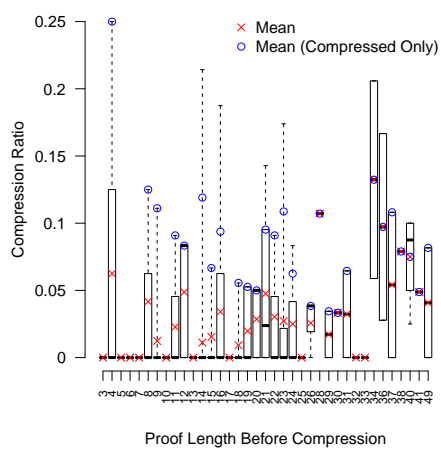 Mean
Mean (Compressed Only)
Compression Ratio
0.25
0.2
0.15
0.1
0.05
0
3 4 5 6 7 8 9 10 11 12 13 14 15 16 17 18 19 20 21 22 23 24 25 26 28 29 30 31 32 33 34 36 37 38 40 41 49
Proof Length Before Compression